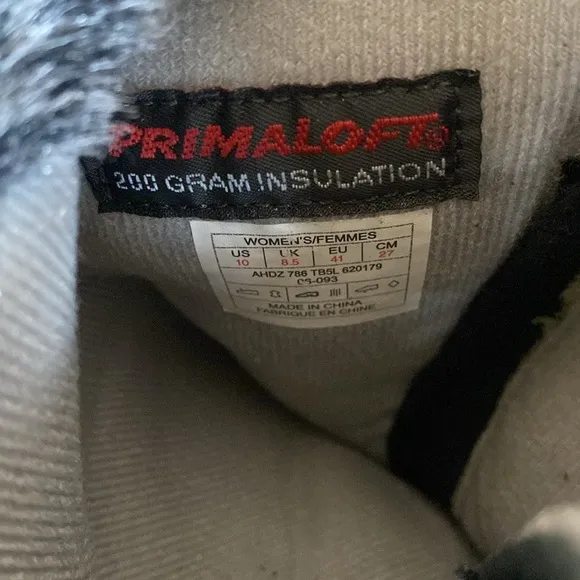 PRIMALOFT®
200 GRAM INSULATION
WOMEN'S/FEMMES
US UK EU CM
10 8.5 41 27
AHDZ 786 TB5L 620179
06-093
MADE IN CHINA
FABRIQUE EN CHINE